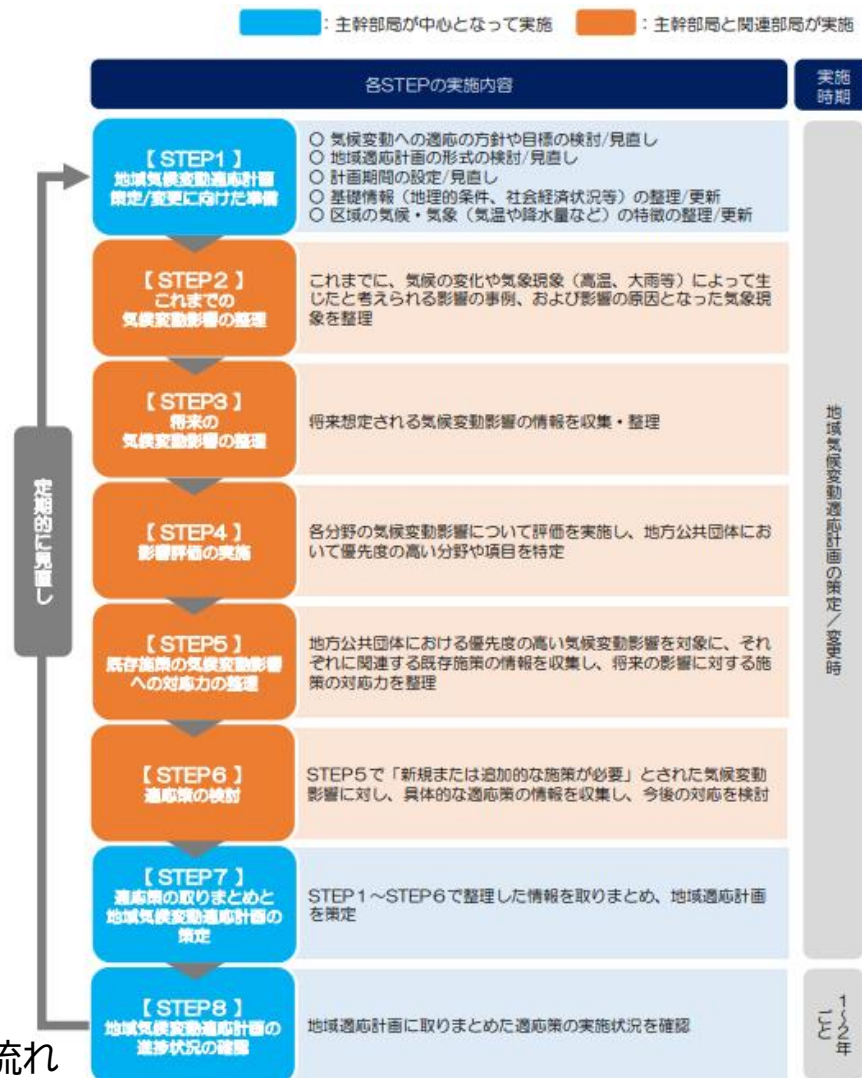 ：主幹部局が中心となって実施
：主幹部局と関連部局が実施
各STEPの実施内容
実施
時期
【 STEP1 】
地域気候変動適応計画
策定/変更に向けた準備
○ 気候変動への適応の方針や目標の検討/見直し
○ 地域適応計画の形式の検討/見直し
○ 計画期間の設定/見直し
○ 基礎情報（地理的条件、社会経済状況等）の整理/更新
○ 区域の気候・気象（気温や降水量など）の特徴の整理/更新
【 STEP2 】
これまでの
気候変動影響の整理
これまでに、気候の変化や気象現象（高温、大雨等）によって生
じたと考えられる影響の事例、および影響の原因となった気象現
象を整理
【 STEP3 】
将来の
気候変動影響の整理
将来想定される気候変動影響の情報を収集・整理
【 STEP4 】
影響評価の実施
各分野の気候変動影響について評価を実施し、地方公共団体にお
いて優先度の高い分野や項目を特定
【 STEP5 】
既存施策の気候変動影響
への対応力の整理
地方公共団体における優先度の高い気候変動影響を対象に、それ
ぞれに関連する既存施策の情報を収集し、将来の影響に対する施
策の対応力を整理
【 STEP6 】
適応策の検討
STEP5で「新規または追加的な施策が必要」とされた気候変動
影響に対し、具体的な適応策の情報を収集し、今後の対応を検討
【 STEP7 】
適応策の取りまとめと
地域気候変動適応計画の
策定
STEP1～STEP6で整理した情報を取りまとめ、地域適応計画
を策定
【 STEP8 】
地域気候変動適応計画の
進捗状況の確認
地域適応計画に取りまとめた適応策の実施状況を確認
定期的に見直し
地域気候変動適応計画の策定／変更時
1～2年
ごと
流れ